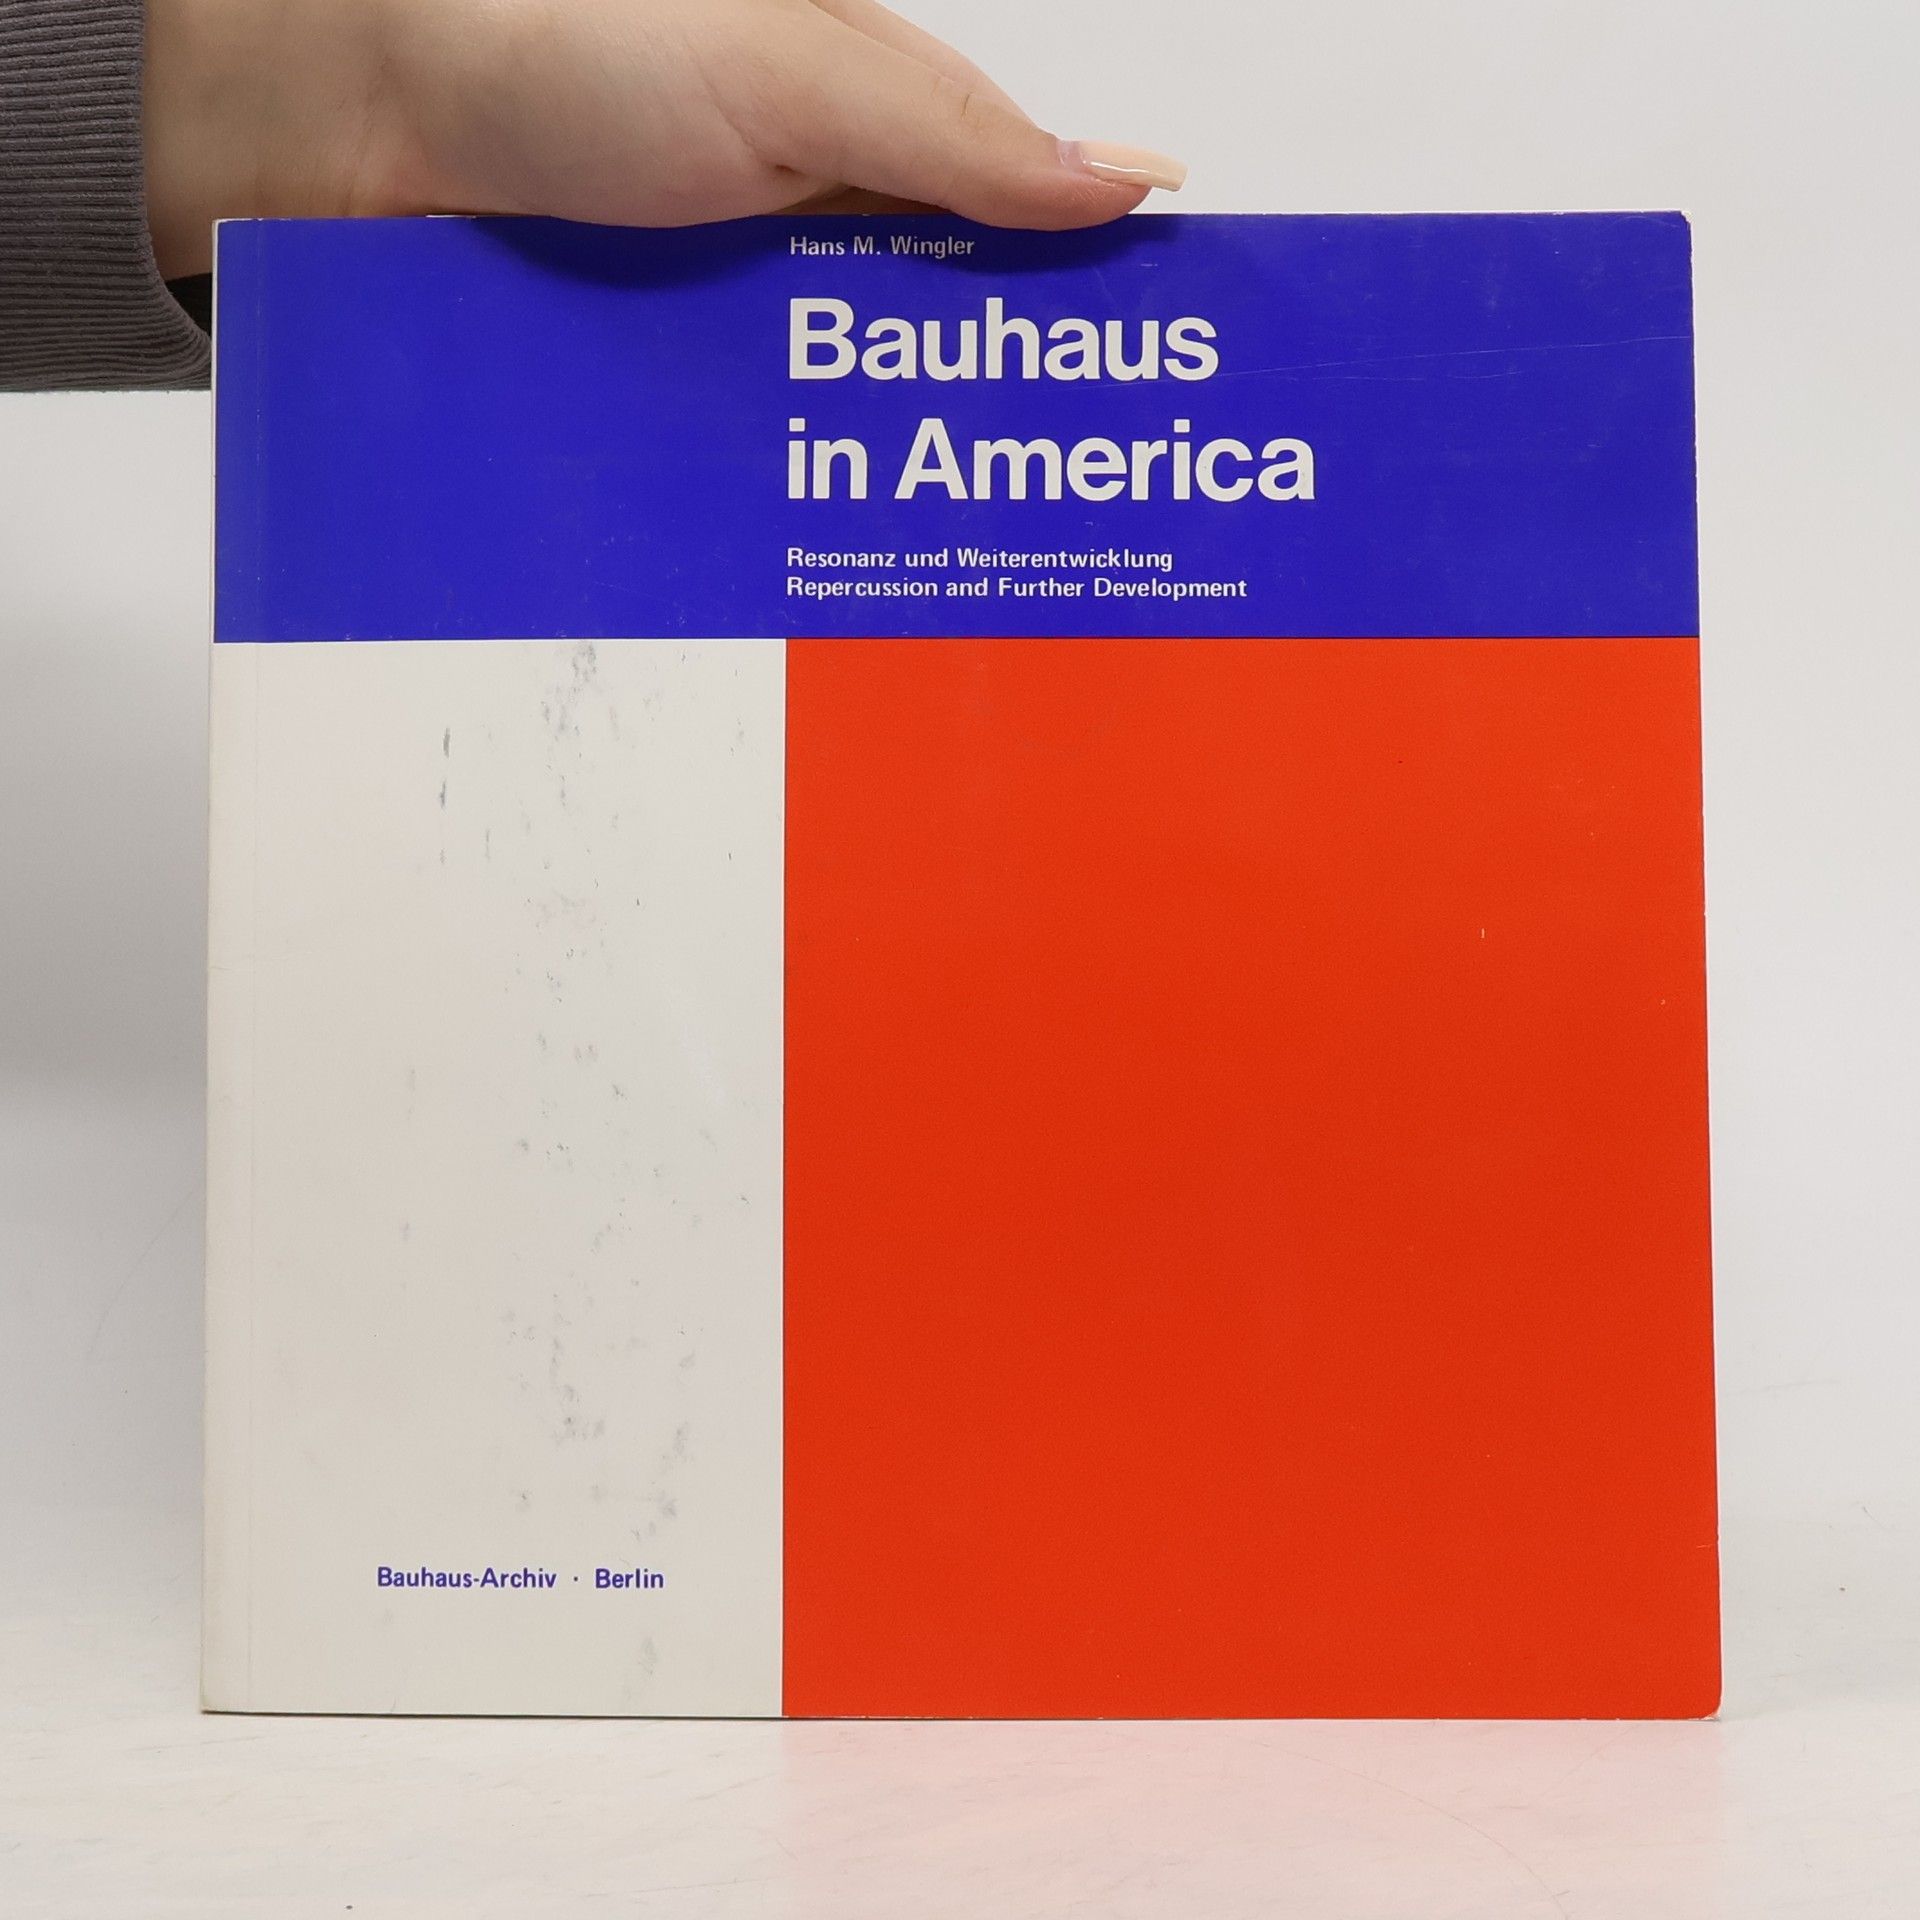 Hans M. Wingler
Bauhaus
in America
Resonanz und Weiterentwicklung
Repercussion and Further Development
Bauhaus-Archiv · Berlin